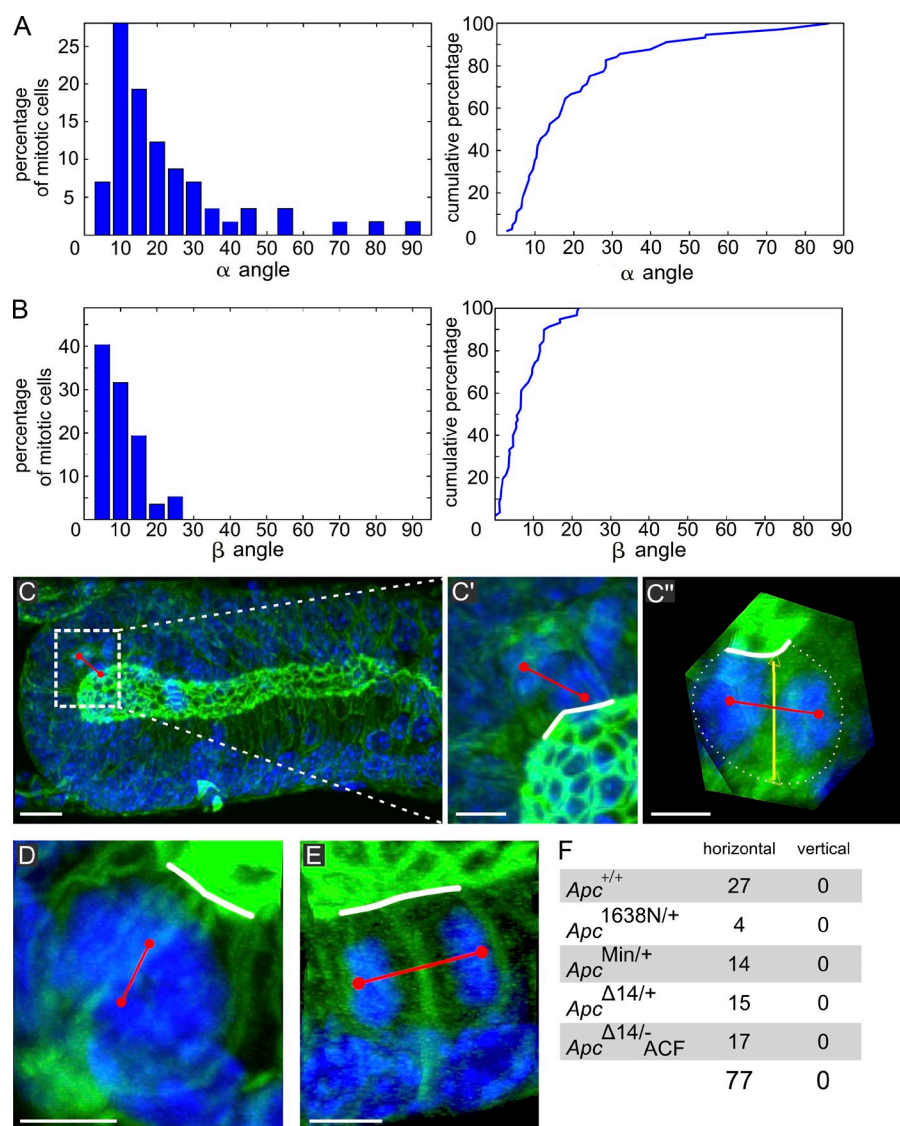 A
percentage
of mitotic cells
25
20
15
10
5
10 20 30 40 50 60 70 80 90
α angle
cumulative percentage
100
80
60
40
20
0
10 20 30 40 50 60 70 80 90
α angle
B
percentage
of mitotic cells
40
30
20
10
10 20 30 40 50 60 70 80 90
β angle
cumulative percentage
100
80
60
40
20
0
10 20 30 40 50 60 70 80 90
β angle
C
C'
C"
D
E
F
horizontal vertical
Apc+/+ 27 0
Apc1638N/+ 4 0
ApcMin/+ 14 0
ApcΔ14/+ 15 0
ApcΔ14/- ACF 17 0
77 0